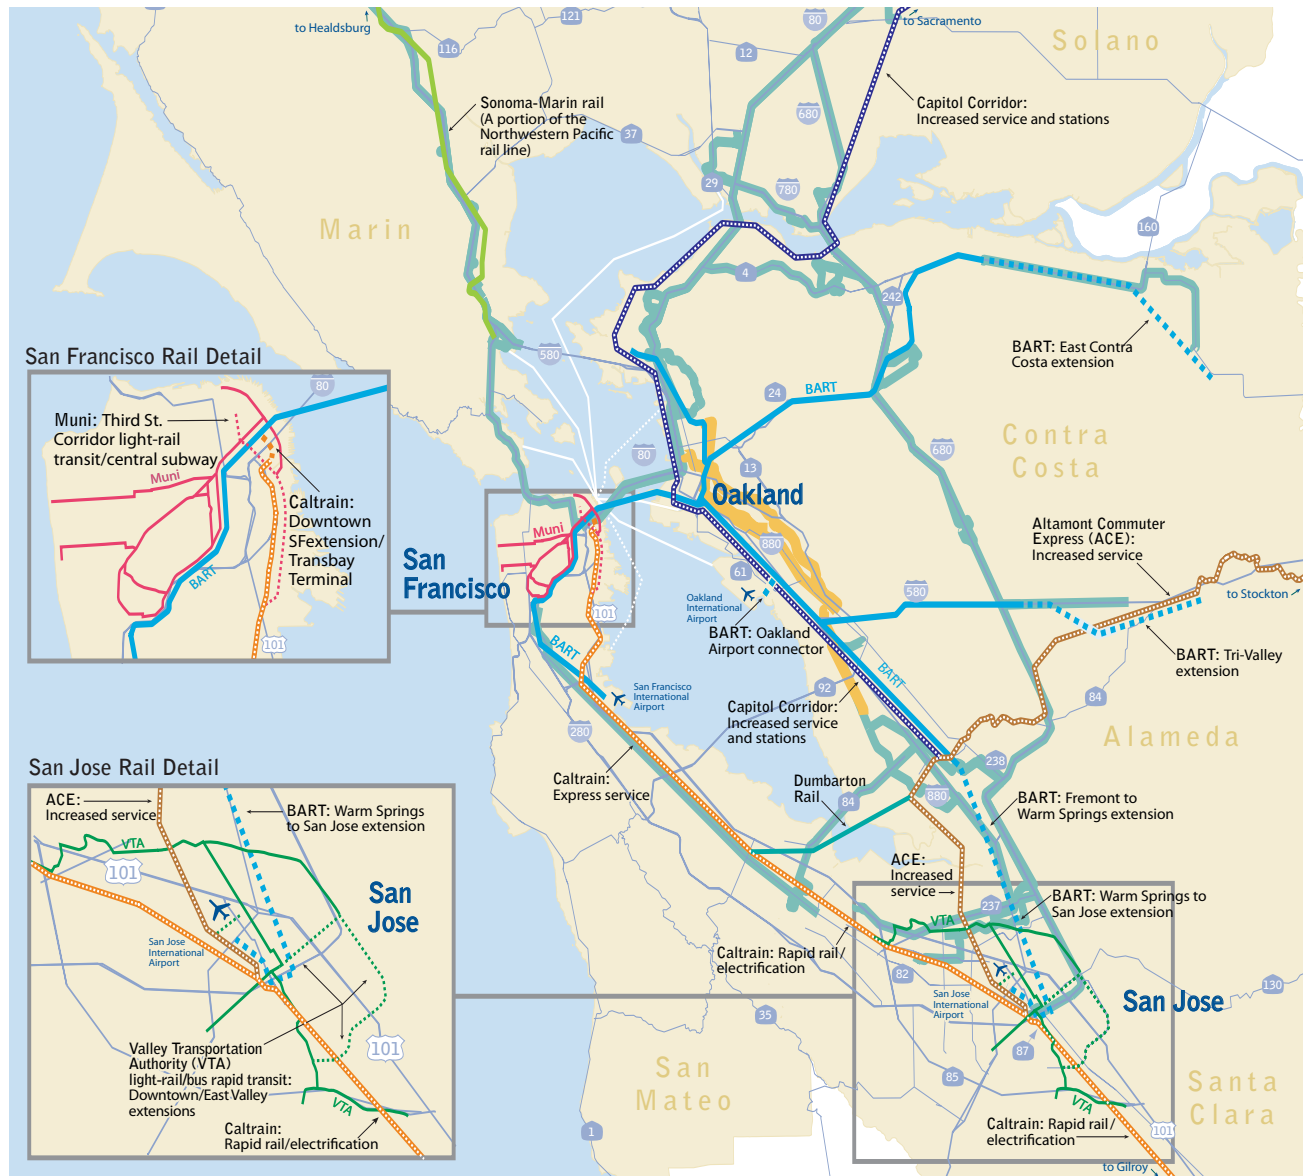 to Healdsburg
116
121
80
to Sacramento
Solano
12
Sonoma-Marin rail
(A portion of the
Northwestern Pacific
rail line)
37
680
Capitol Corridor:
Increased service and stations
29
780
Marin
160
4
242
San Francisco Rail Detail
580
BART: East Contra
Costa extension
80
24
BART
Muni: Third St.
Corridor light-rail
transit/central subway
Muni
Caltrain:
Downtown
SFextension/
Transbay
Terminal
BART
101
80
13
680
Contra
Costa
Oakland
Muni
San
Francisco
880
61
Altamont Commuter
Express (ACE):
Increased service
580
to Stockton
Oakland
International
Airport
101
BART
BART: Oakland
Airport connector
BART
BART: Tri-Valley
extension
San Francisco
International
Airport
92
84
Capitol Corridor:
Increased service
and stations
280
Alameda
238
San Jose Rail Detail
Caltrain:
Express service
Dumbarton
Rail
84
880
BART: Fremont to
Warm Springs extension
ACE:
Increased service
BART: Warm Springs
to San Jose extension
VTA
101
San
Jose
San Jose
International
Airport
101
Valley Transportation
Authority (VTA)
light-rail/bus rapid transit:
Downtown/East Valley
extensions
VTA
Caltrain:
Rapid rail/electrification
ACE:
Increased
service
237
BART: Warm Springs to
San Jose extension
VTA
Caltrain: Rapid rail/
electrification
82
San Jose
International
Airport
San Jose
130
35
87
85
San
Mateo
Santa
Clara
VTA
1
Caltrain: Rapid rail/
electrification
101
to Gilroy